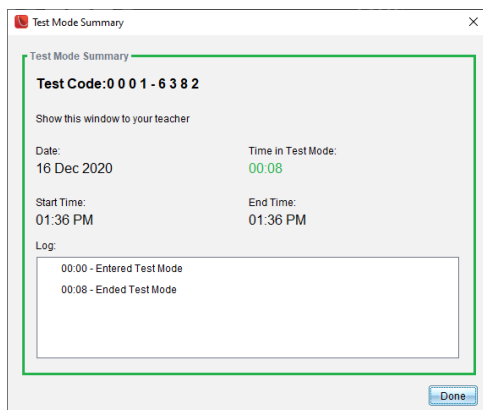 Test Mode Summary
Test Mode Summary
Test Code:0 0 0 1 - 6 3 8 2
Show this window to your teacher
Date:
Time in Test Mode:
16 Dec 2020
00:08
Start Time:
End Time:
01:36 PM
01:36 PM
Log:
00:00 - Entered Test Mode
00:08 - Ended Test Mode
Done